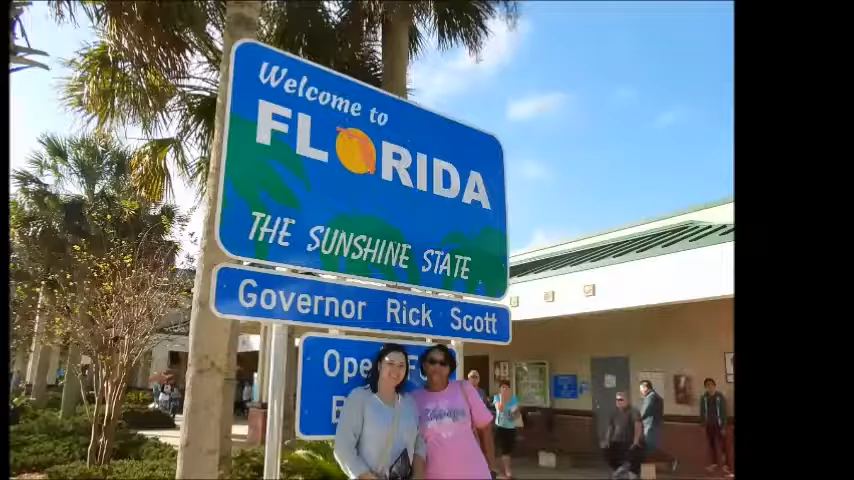 Welcome to
FLORIDA
THE SUNSHINE STATE
Governor Rick Scott
Ope